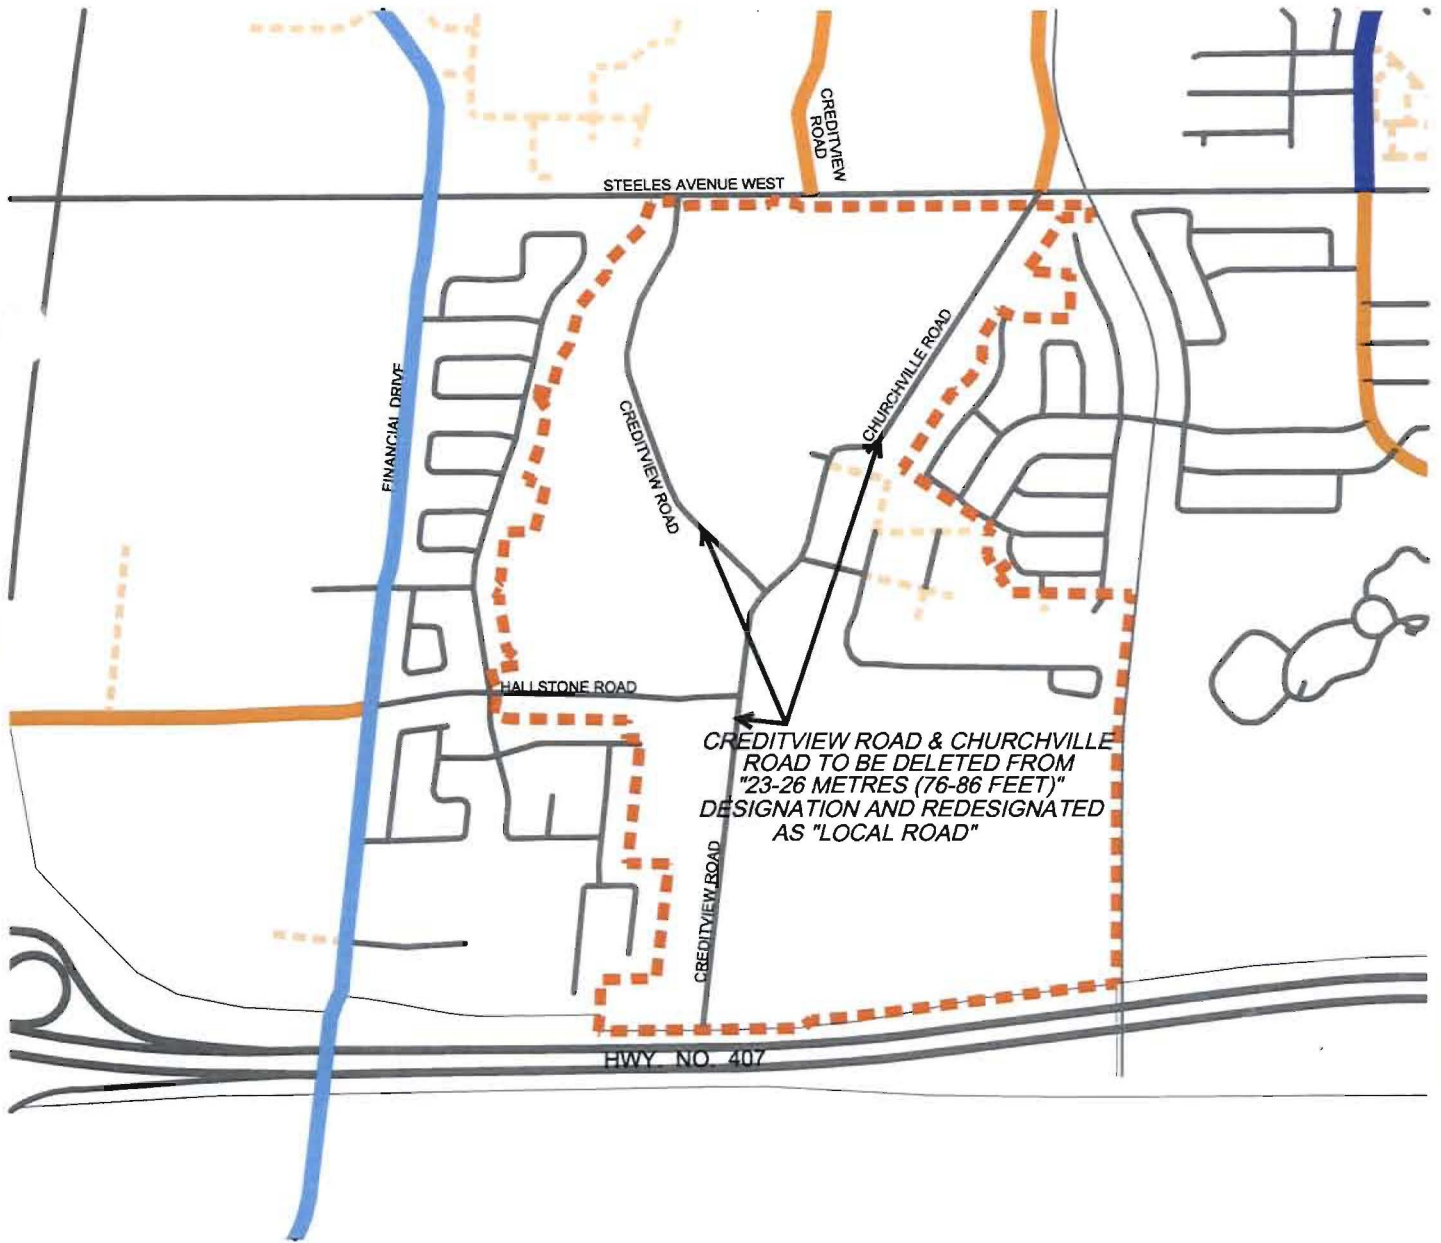 CREDITVIEW
ROAD
STEELES AVENUE WEST
CHURCHVILLE ROAD
FINANCIAL DRIVE
CREDITVIEW ROAD
HALLSTONE ROAD
CREDITVIEW ROAD & CHURCHVILLE
ROAD TO BE DELETED FROM
"23-26 METRES (76-86 FEET)"
DESIGNATION AND REDESIGNATED
AS "LOCAL ROAD"
CREDITVIEW ROAD
HWY. NO. 407